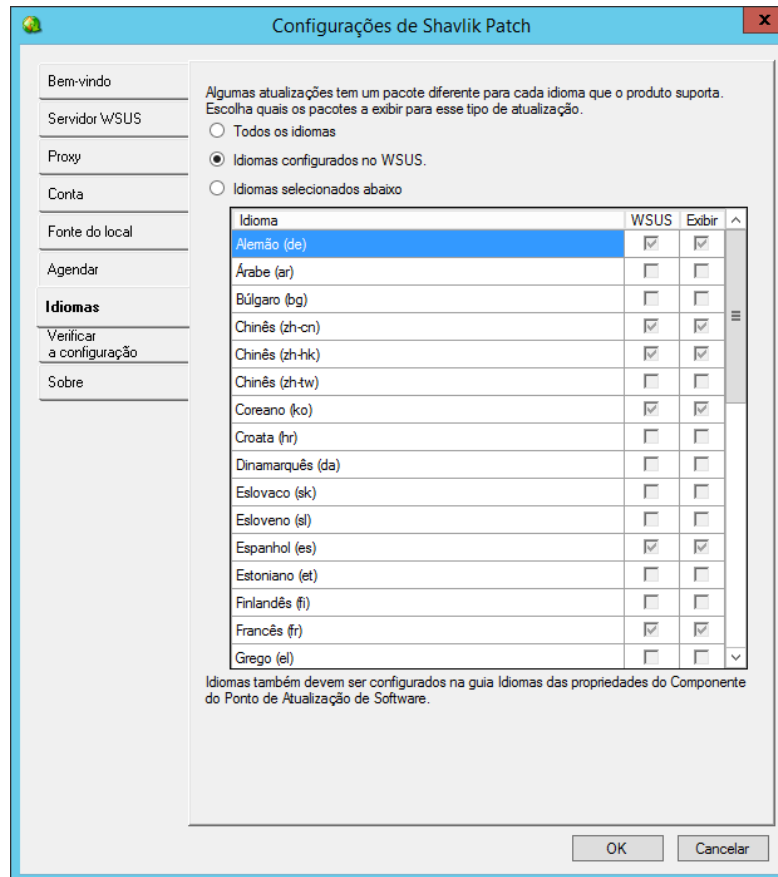 Configurações de Shavlik Patch
x
Bem-vindo
Servidor WSUS
Proxy
Conta
Fonte do local
Agendar
Idiomas
Verificar
a configuração
Sobre
Algumas atualizações tem um pacote diferente para cada idioma que o produto suporta.
Escolha quais os pacotes a exibir para esse tipo de atualização.
Todos os idiomas
Idiomas configurados no WSUS.
Idiomas selecionados abaixo
Idioma WSUS Exibir
Alemão (de)
Árabe (ar)
Búlgaro (bg)
Chinês (zh-cn)
Chinês (zh-hk)
Chinês (zh-tw)
Coreano (ko)
Croata (hr)
Dinamarquês (da)
Eslovaco (sk)
Esloveno (sl)
Espanhol (es)
Estoniano (et)
Finlandês (fi)
Francês (fr)
Grego (el)
Idiomas também devem ser configurados na guia Idiomas das propriedades do Componente
do Ponto de Atualização de Software.
OK Cancelar